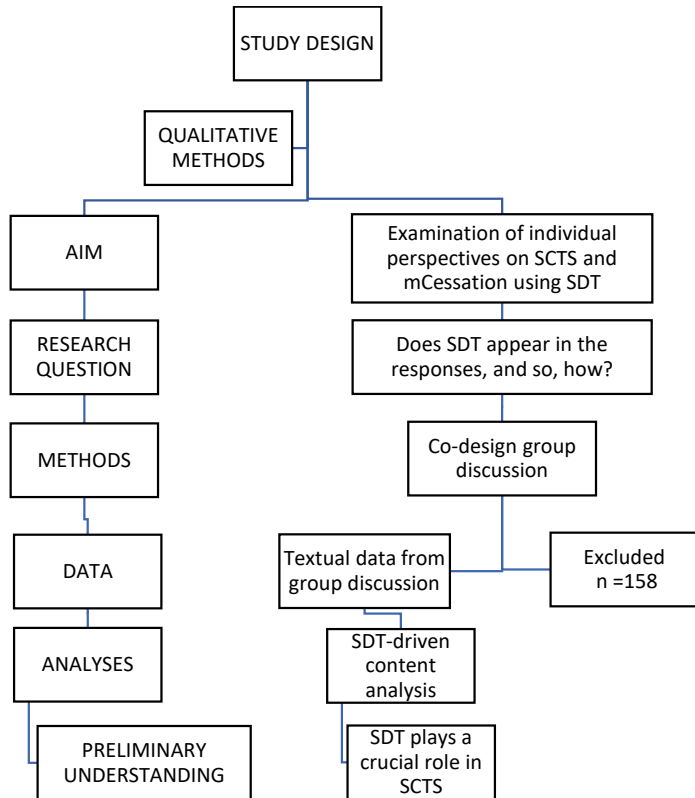 STUDY DESIGN
QUALITATIVE
METHODS
AIM
Examination of individual
perspectives on SCTS and
mCessation using SDT
RESEARCH
QUESTION
Does SDT appear in the
responses, and so, how?
METHODS
Co-design group
discussion
DATA
Textual data from
group discussion
Excluded
n =158
ANALYSES
SDT-driven
content
analysis
PRELIMINARY
UNDERSTANDING
SDT plays a
crucial role in
SCTS